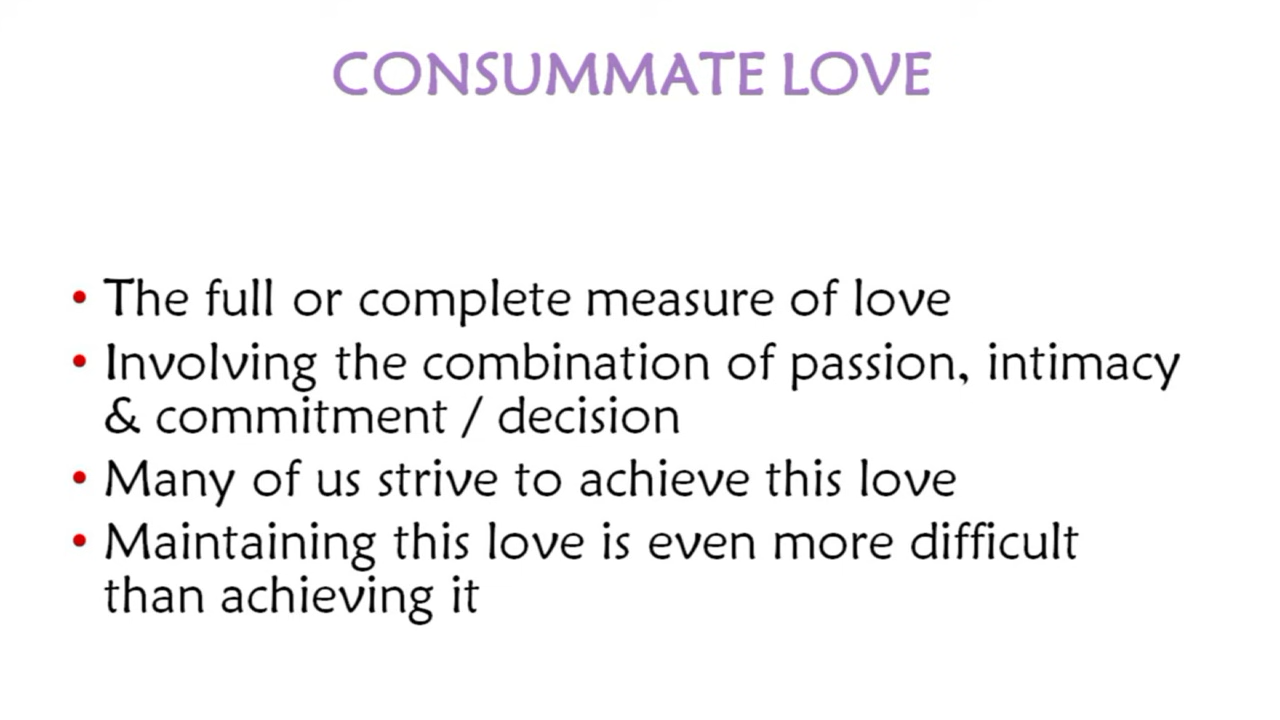 CONSUMMATE LOVE
• The full or complete measure of love
• Involving the combination of passion, intimacy
& commitment / decision
• Many of us strive to achieve this love
• Maintaining this love is even more difficult
than achieving it